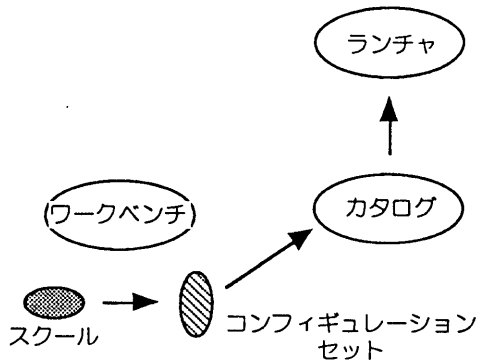 ランチャ
カタログ
ワークベンチ
スクール
コンフィギュレーション
セット